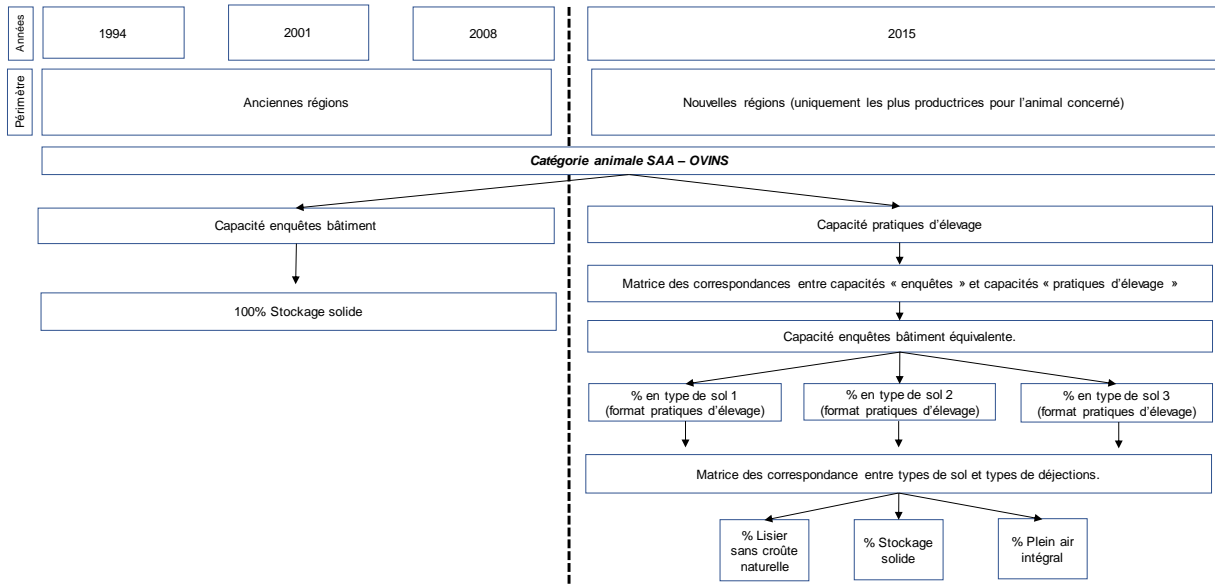 Années
1994
2001
2008
2015
Périmètre
Anciennes régions
Nouvelles régions (uniquement les plus productrices pour l'animal concerné)
Catégorie animale SAA – OVINS
Capacité enquêtes bâtiment
Capacité pratiques d'élevage
Matrice des correspondances entre capacités « enquêtes » et capacités « pratiques d'élevage »
100% Stockage solide
Capacité enquêtes bâtiment équivalente.
% en type de sol 1
(format pratiques d'élevage)
% en type de sol 2
(format pratiques d'élevage)
% en type de sol 3
(format pratiques d'élevage)
Matrice des correspondance entre types de sol et types de déjections.
% Lisier
sans croûte
naturelle
% Stockage
solide
% Plein air
intégral